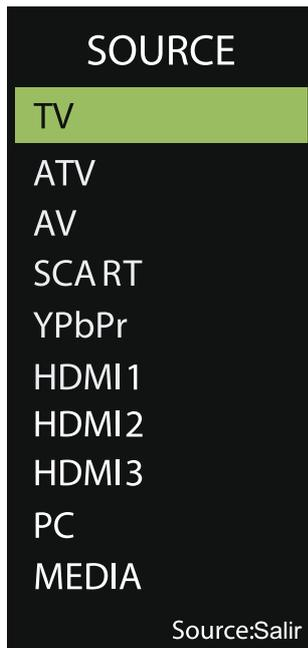 SOURCE
TV
ATV
AV
SCART
YPbPr
HDMI1
HDMI2
HDMI3
PC
MEDIA
Source:Salir